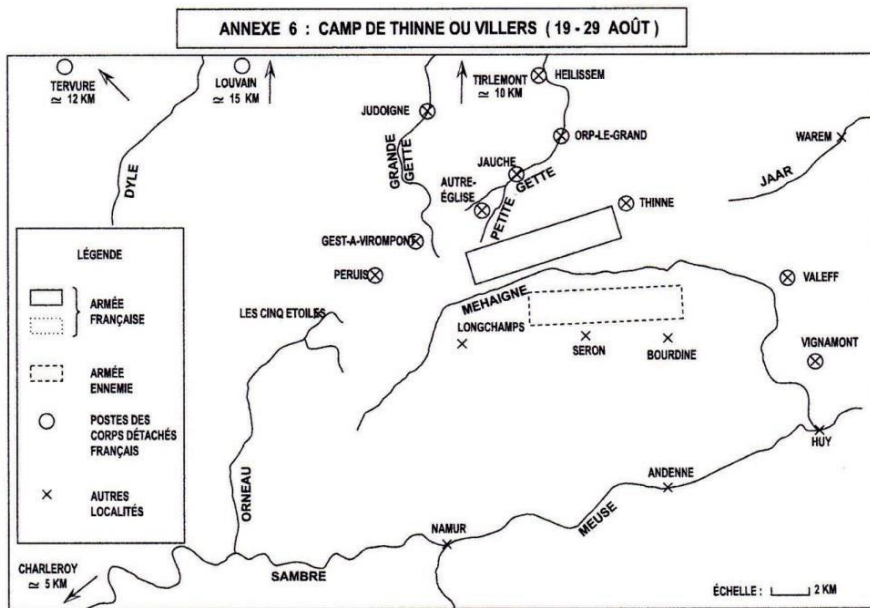 ANNEXE 6 : CAMP DE THINNE OU VILLERS ( 19 - 29 AOÛT )
TERVURE
≃ 12 KM
LOUVAIN
≃ 15 KM
TIRLEMONT
≃ 10 KM
HEILISSEM
JUDOIGNE
ORP-LE-GRAND
WAREM
DYLE
GRANDE
GETTE
JAUCHE
AUTRE-
ÉGLISE
PETITE GETTE
JAAR
THINNE
GEST-A-VIROMPONT
PERUIS
VALEFF
MEHAIGNE
LES CINQ ETOILES
LONGCHAMPS
SERON
BOURDINE
VIGNAMONT
HUY
ORNEAU
ANDENNE
MEUSE
NAMUR
SAMBRE
CHARLEROY
≃ 5 KM
LÉGENDE
ARMÉE
FRANÇAISE
ARMÉE
ENNEMIE
POSTES DES
CORPS DÉTACHÉS
FRANÇAIS
AUTRES
LOCALITÉS
ÉCHELLE : 2 KM